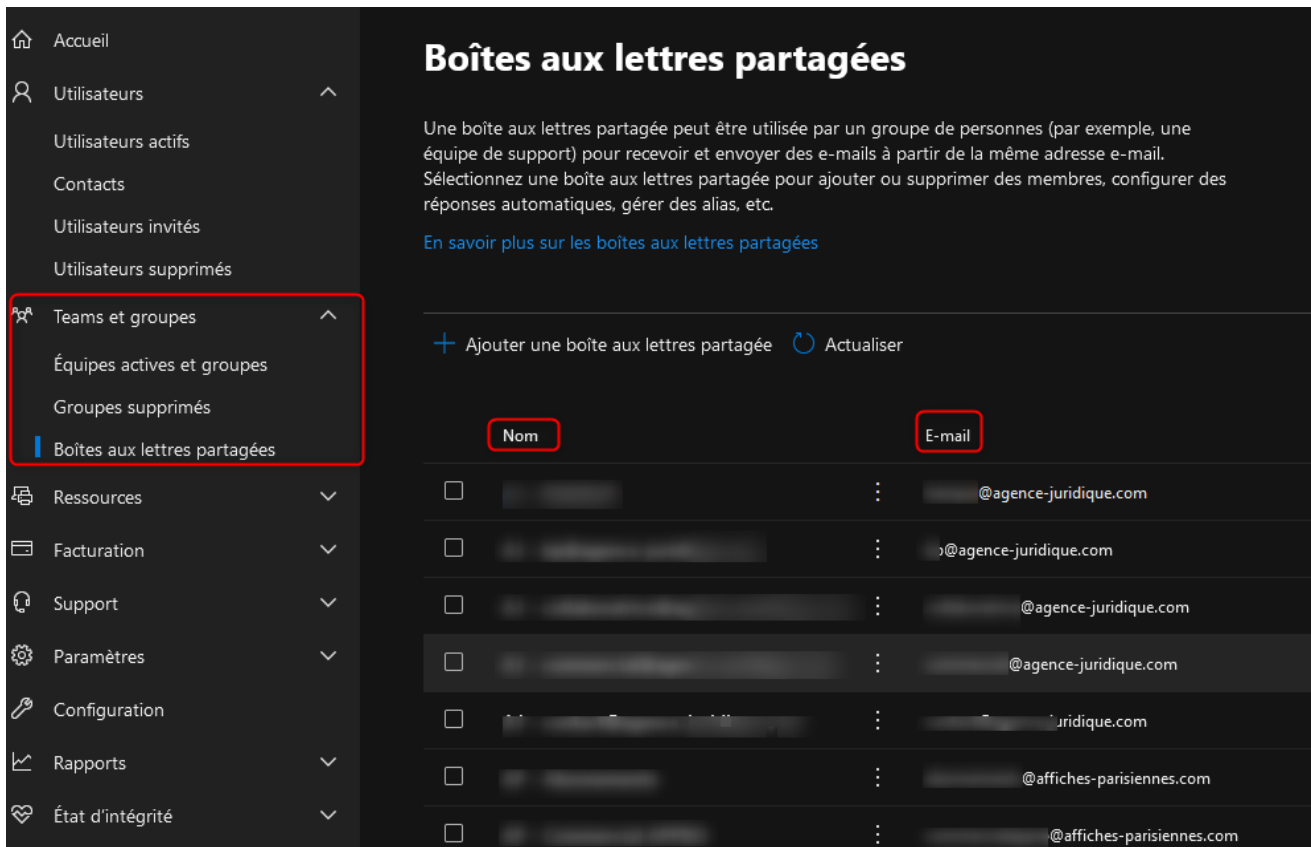 Accueil
Utilisateurs
Utilisateurs actifs
Contacts
Utilisateurs invités
Utilisateurs supprimés
Teams et groupes
Équipes actives et groupes
Groupes supprimés
Boîtes aux lettres partagées
Ressources
Facturation
Support
Paramètres
Configuration
Rapports
État d'intégrité
Boîtes aux lettres partagées
Une boîte aux lettres partagée peut être utilisée par un groupe de personnes (par exemple, une
équipe de support) pour recevoir et envoyer des e-mails à partir de la même adresse e-mail.
Sélectionnez une boîte aux lettres partagée pour ajouter ou supprimer des membres, configurer des
réponses automatiques, gérer des alias, etc.
En savoir plus sur les boîtes aux lettres partagées
Ajouter une boîte aux lettres partagée Actualiser
Nom E-mail
@agence-juridique.com
@agence-juridique.com
@agence-juridique.com
@agence-juridique.com
juridique.com
@affiches-parisiennes.com
@affiches-parisiennes.com